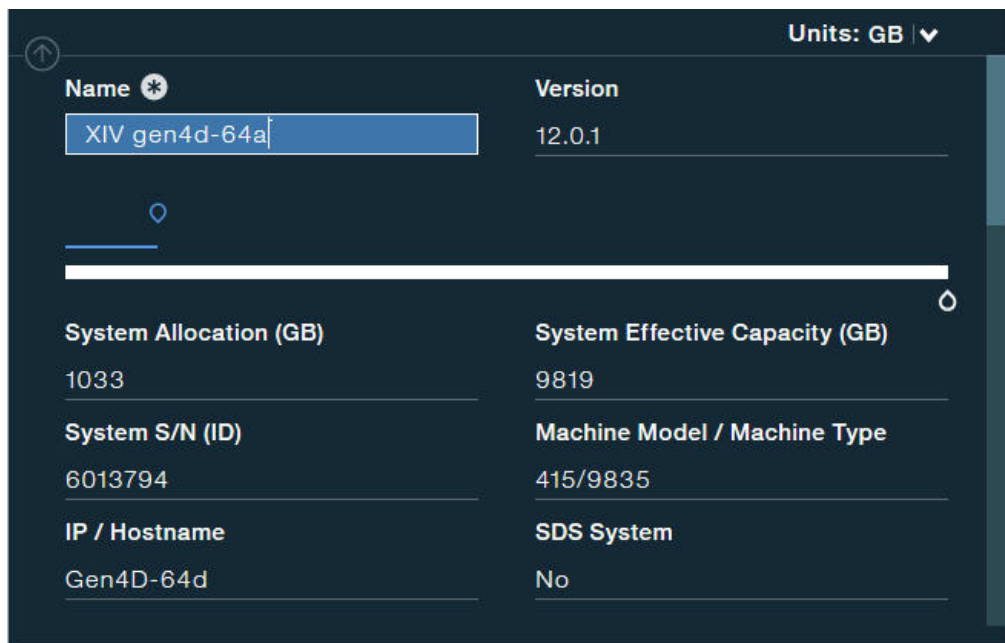 Units: GB
Name
Version
XIV gen4d-64a
12.0.1
System Allocation (GB)
System Effective Capacity (GB)
1033
9819
System S/N (ID)
Machine Model / Machine Type
6013794
415/9835
IP / Hostname
SDS System
Gen4D-64d
No